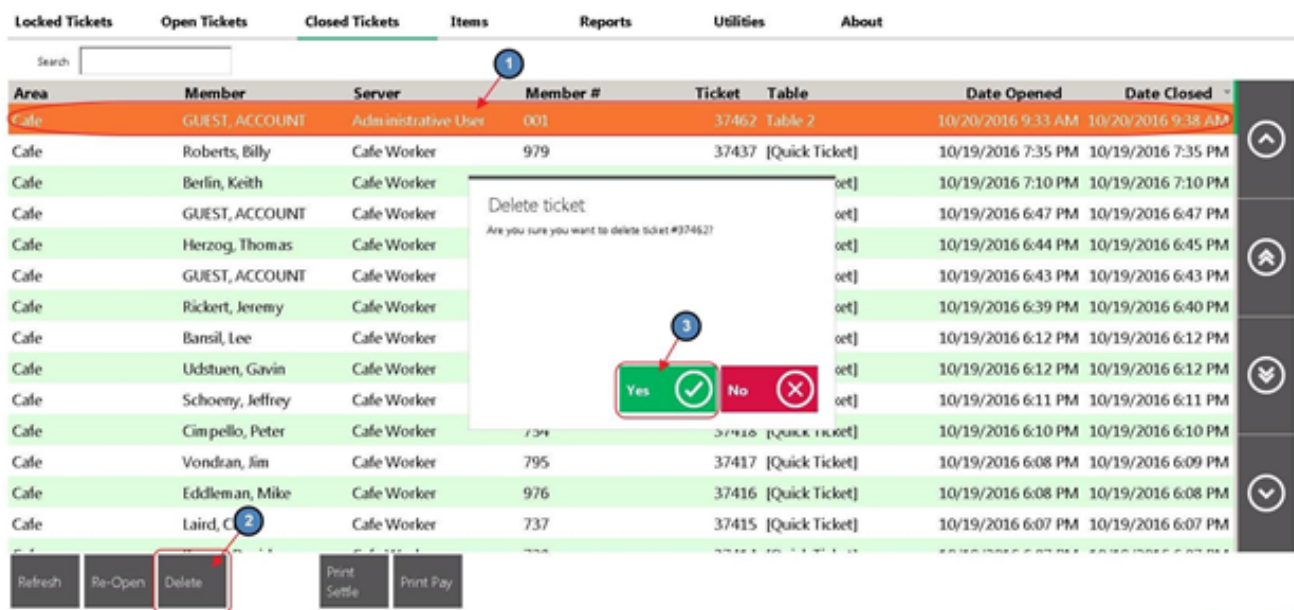 Locked Tickets Open Tickets Closed Tickets Items Reports Utilities About
Search
1
Area Member Server Member # Ticket Table Date Opened Date Closed
Cafe GUEST, ACCOUNT Administrative User 001 37462 Table 2 10/20/2016 9:33 AM 10/20/2016 9:38 AM
Cafe Roberts, Billy Cafe Worker 979 37437 [Quick Ticket] 10/19/2016 7:35 PM 10/19/2016 7:35 PM
Cafe Berlin, Keith Cafe Worker 10/19/2016 7:10 PM 10/19/2016 7:10 PM
Cafe GUEST, ACCOUNT Cafe Worker 10/19/2016 6:47 PM 10/19/2016 6:47 PM
Cafe Herzog, Thomas Cafe Worker 10/19/2016 6:44 PM 10/19/2016 6:45 PM
Cafe GUEST, ACCOUNT Cafe Worker 10/19/2016 6:43 PM 10/19/2016 6:43 PM
Cafe Rickert, Jeremy Cafe Worker 10/19/2016 6:39 PM 10/19/2016 6:40 PM
Cafe Bansil, Lee Cafe Worker 10/19/2016 6:12 PM 10/19/2016 6:12 PM
Cafe Udstuen, Gavin Cafe Worker 10/19/2016 6:12 PM 10/19/2016 6:12 PM
Cafe Schoeny, Jeffrey Cafe Worker 10/19/2016 6:11 PM 10/19/2016 6:11 PM
Cafe Cimpello, Peter Cafe Worker 754 37418 [Quick Ticket] 10/19/2016 6:10 PM 10/19/2016 6:10 PM
Cafe Vondran, Jim Cafe Worker 795 37417 [Quick Ticket] 10/19/2016 6:08 PM 10/19/2016 6:09 PM
Cafe Eddleman, Mike Cafe Worker 976 37416 [Quick Ticket] 10/19/2016 6:08 PM 10/19/2016 6:08 PM
Cafe Laird, Cafe Worker 737 37415 [Quick Ticket] 10/19/2016 6:07 PM 10/19/2016 6:07 PM
Delete ticket
Are you sure you want to delete ticket #37462?
3
Yes No
2
Refresh Re-Open Delete Print Settle Print Pay